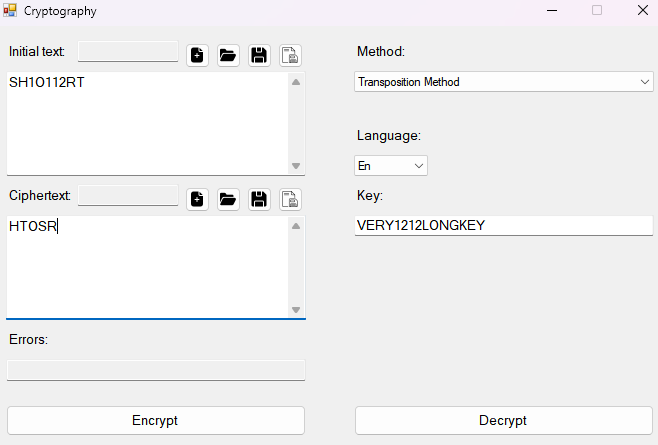 Cryptography
Initial text:
SH1O112RT
Ciphertext:
HTOSR
Errors:
Encrypt
Method:
Transposition Method
Language:
En
Key:
VERY1212LONGKEY
Decrypt